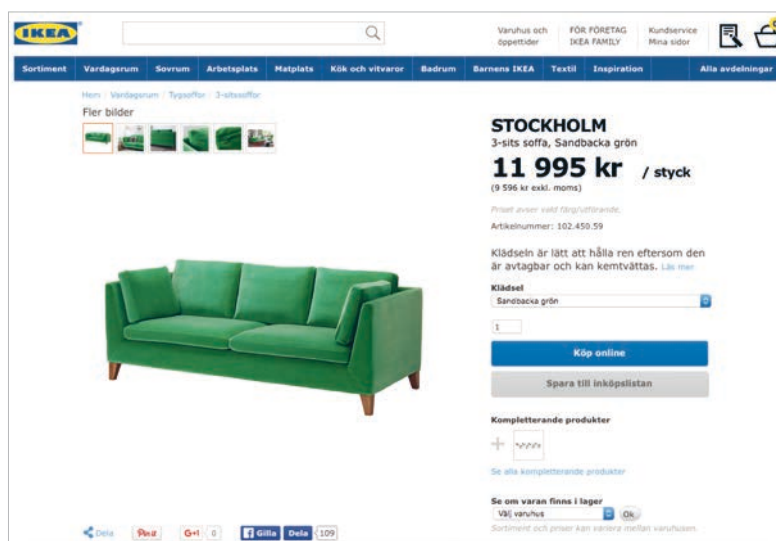 IKEA
Varuhus och öppettider
FÖR FÖRETAG
IKEA FAMILY
Kundservice
Mina sidor
Sortiment Vardagsrum Sovrum Arbetsplats Matplats Kök och vitvaror Badrum Barnens IKEA Textil Inspiration Alla avdelningar
Hem / Vardagsrum / Tygsoffor / 3-sitssoffor
Fler bilder
STOCKHOLM
3-sits soffa, Sandbacka grön
11 995 kr / styck
(9 596 kr exkl. moms)
Priset avser vald färg/utförande.
Artikelnummer: 102.450.59
Klädseln är lätt att hålla ren eftersom den
är avtagbar och kan kemtvättas. Läs mer
Klädsel
Sandbacka grön
1
Köp online
Spara till inköpslistan
Kompletterande produkter
Se alla kompletterande produkter
Se om varan finns i lager
Välj varuhus Ok
Sortiment och priser kan variera mellan varuhusen.
Dela Pin it G+1 0 Gilla Dela 109